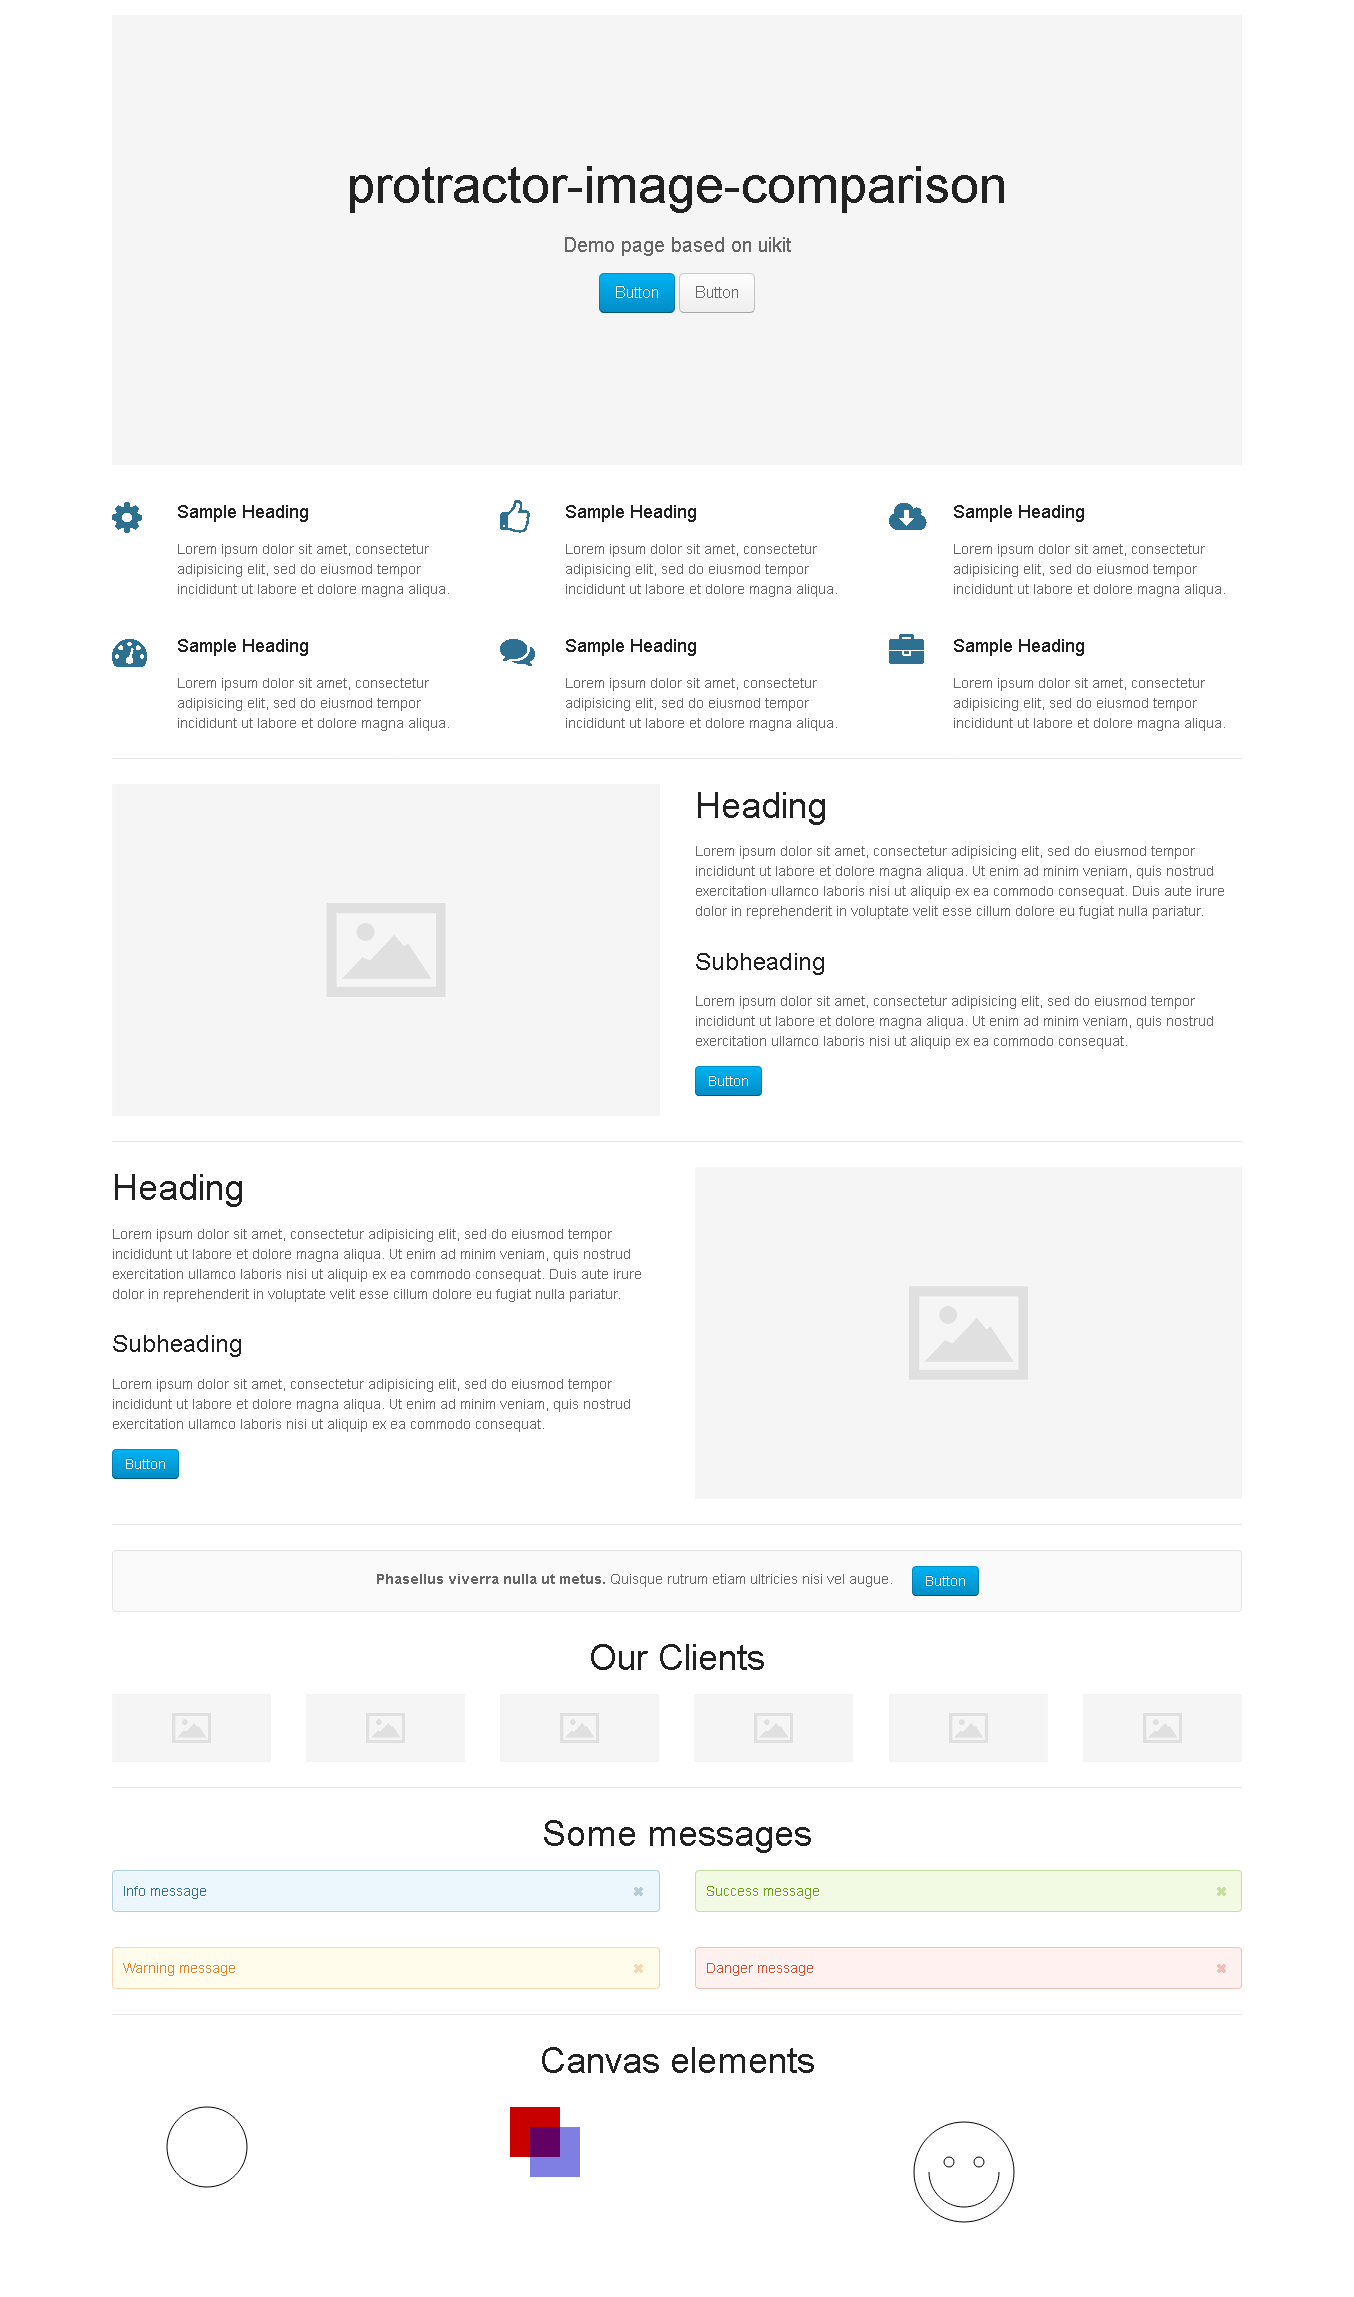 protractor-image-comparison
Demo page based on uikit
Button Button
Sample Heading
Lorem ipsum dolor sit amet, consectetur
adipisicing elit, sed do eiusmod tempor
incididunt ut labore et dolore magna aliqua.
Sample Heading
Lorem ipsum dolor sit amet, consectetur
adipisicing elit, sed do eiusmod tempor
incididunt ut labore et dolore magna aliqua.
Sample Heading
Lorem ipsum dolor sit amet, consectetur
adipisicing elit, sed do eiusmod tempor
incididunt ut labore et dolore magna aliqua.
Sample Heading
Lorem ipsum dolor sit amet, consectetur
adipisicing elit, sed do eiusmod tempor
incididunt ut labore et dolore magna aliqua.
Sample Heading
Lorem ipsum dolor sit amet, consectetur
adipisicing elit, sed do eiusmod tempor
incididunt ut labore et dolore magna aliqua.
Sample Heading
Lorem ipsum dolor sit amet, consectetur
adipisicing elit, sed do eiusmod tempor
incididunt ut labore et dolore magna aliqua.
Heading
Lorem ipsum dolor sit amet, consectetur adipisicing elit, sed do eiusmod tempor
incididunt ut labore et dolore magna aliqua. Ut enim ad minim veniam, quis nostrud
exercitation ullamco laboris nisi ut aliquip ex ea commodo consequat. Duis aute irure
dolor in reprehenderit in voluptate velit esse cillum dolore eu fugiat nulla pariatur.
Subheading
Lorem ipsum dolor sit amet, consectetur adipisicing elit, sed do eiusmod tempor
incididunt ut labore et dolore magna aliqua. Ut enim ad minim veniam, quis nostrud
exercitation ullamco laboris nisi ut aliquip ex ea commodo consequat.
Button
Heading
Lorem ipsum dolor sit amet, consectetur adipisicing elit, sed do eiusmod tempor
incididunt ut labore et dolore magna aliqua. Ut enim ad minim veniam, quis nostrud
exercitation ullamco laboris nisi ut aliquip ex ea commodo consequat. Duis aute irure
dolor in reprehenderit in voluptate velit esse cillum dolore eu fugiat nulla pariatur.
Subheading
Lorem ipsum dolor sit amet, consectetur adipisicing elit, sed do eiusmod tempor
incididunt ut labore et dolore magna aliqua. Ut enim ad minim veniam, quis nostrud
exercitation ullamco laboris nisi ut aliquip ex ea commodo consequat.
Button
Phasellus viverra nulla ut metus. Quisque rutrum etiam ultricies nisi vel augue. Button
Our Clients
Some messages
Info message
Success message
Warning message
Danger message
Canvas elements